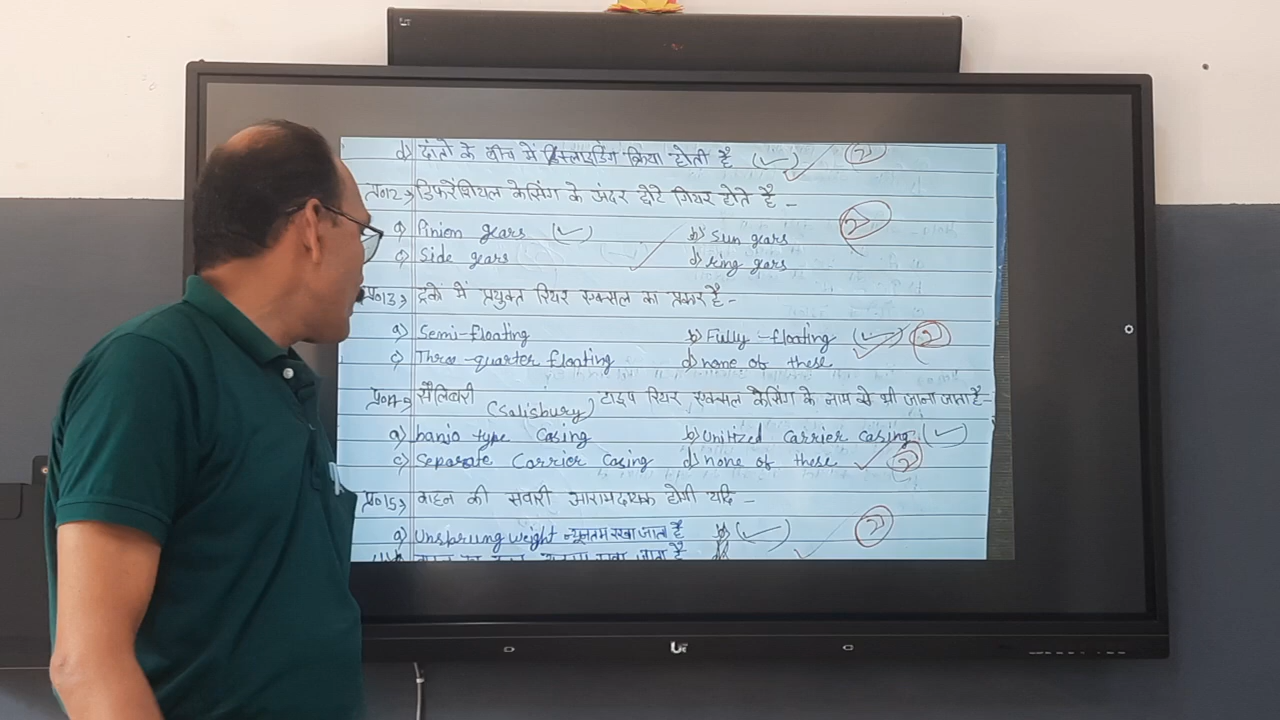 d) दांतो के बीच में स्लाइडिंग क्रिया होती है (✓) ②
प्र012› डिफरेंशियल केसिंग के अंदर छोटे गियर होते है -
a) Pinion gears (✓) b) Sun gears ②
c) Side gears d) Ring gears
प्र013› ट्रको में प्रयुक्त रियर एक्सल का प्रकार है -
a) Semi-floating b) Fully-floating (✓) ②
c) Three-quarter floating d) none of these
प्र014› सैलिबरी (Salisbury) टाइप रियर एक्सल केसिंग के नाम से भी जाना जाता है -
a) banjo type Casing b) Unitized carrier casing (✓)
c) Separate Carrier Casing d) none of these ②
प्र015› वाहन की सवारी आरामदायक होगी यदि -
a) Unsprung weight न्यूनतम रखा जाता है (✓) ②